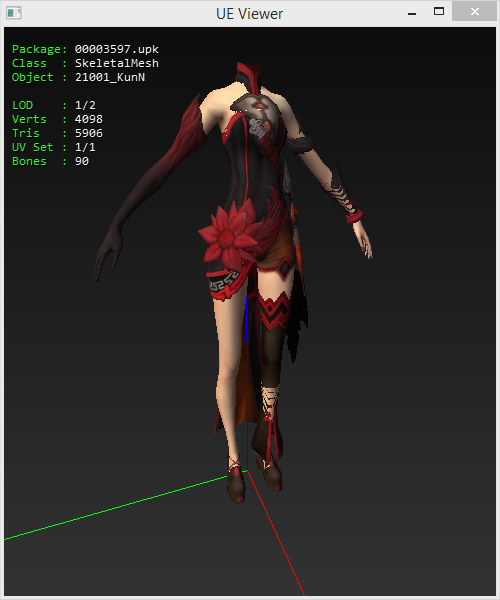 UE Viewer
Package: 00003597.upk
Class  : SkeletalMesh
Object : 21001_KunN
LOD    : 1/2
Verts  : 4098
Tris   : 5906
UV Set : 1/1
Bones  : 90